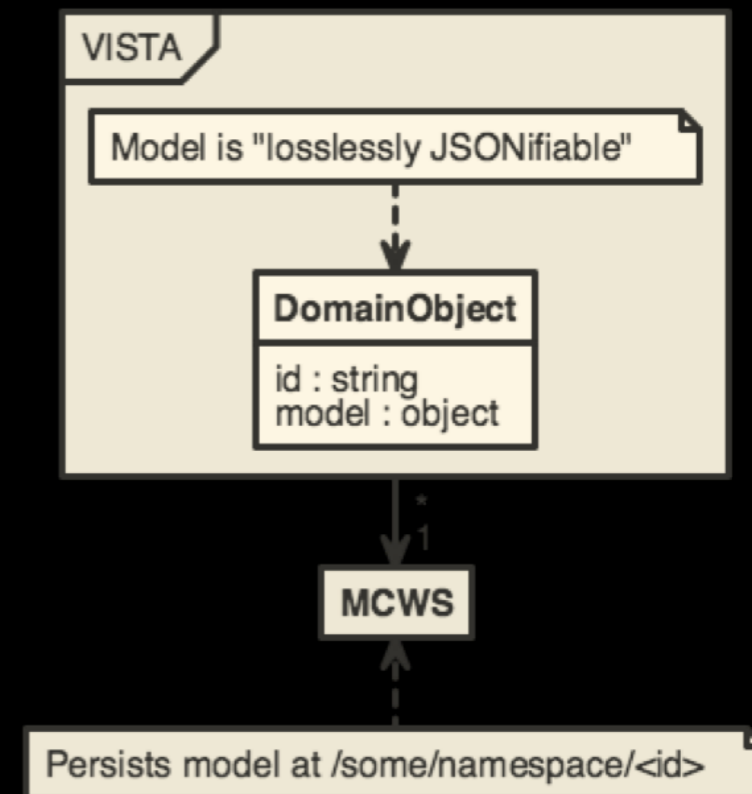 VISTA
Model is "losslessly JSONifiable"
DomainObject
id : string
model : object
*
1
MCWS
Persists model at /some/namespace/<id>